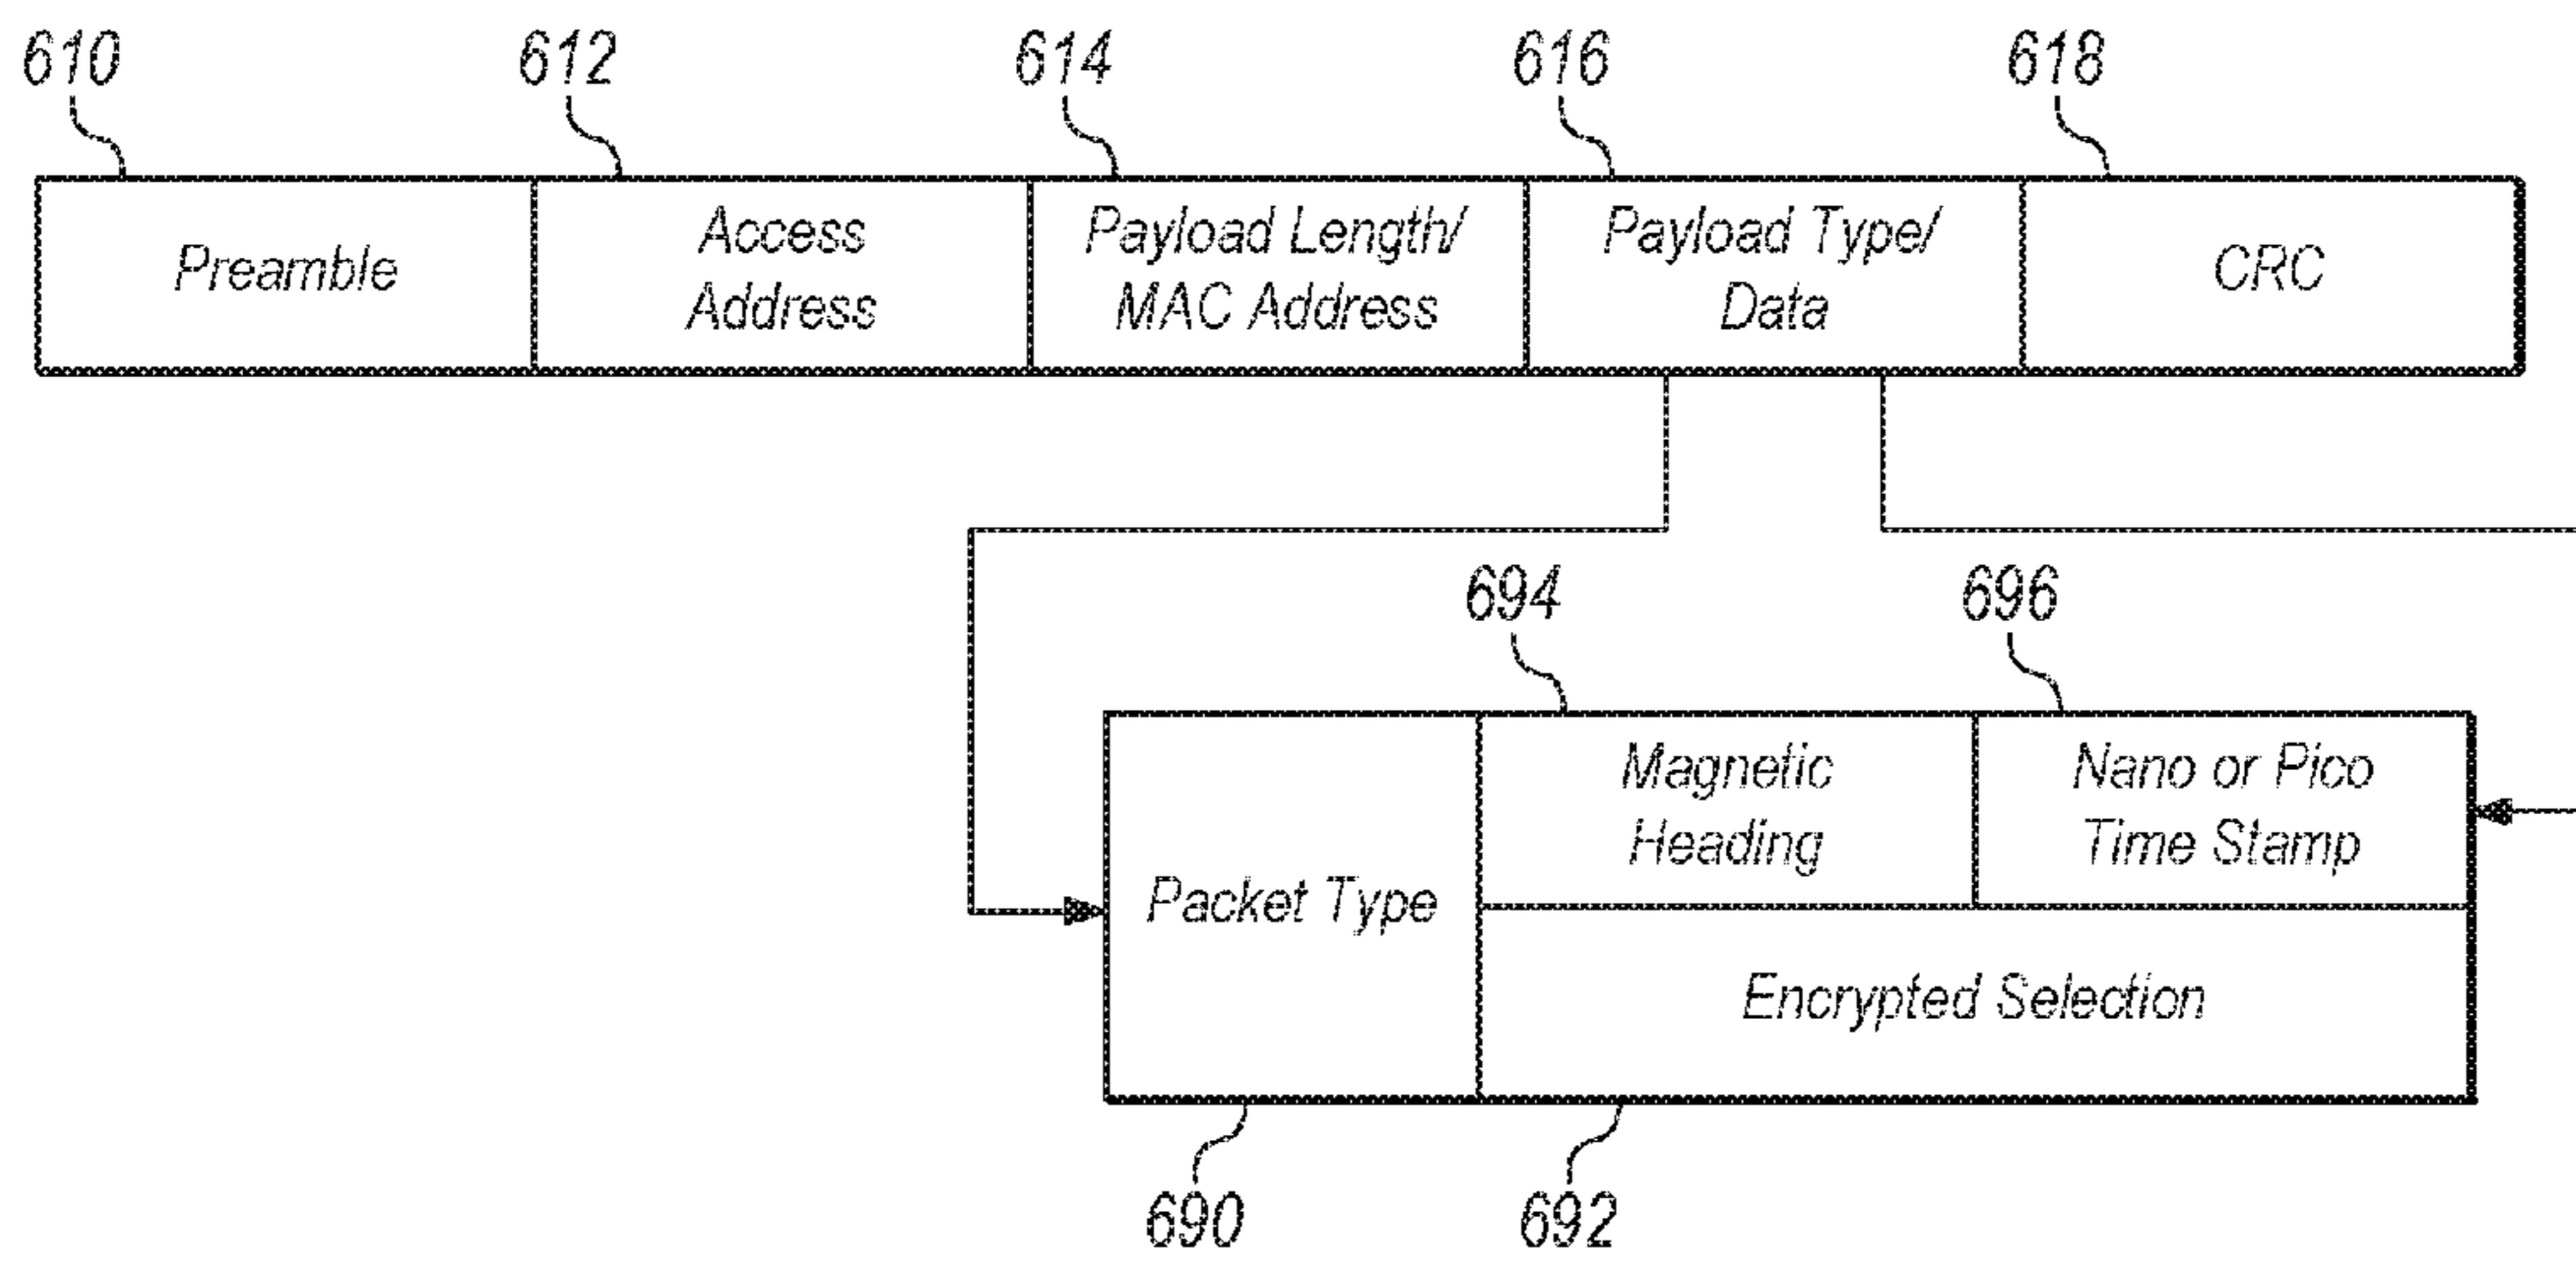 610
612
614
616
618
Preamble
Access
Address
Payload Length/
MAC Address
Payload Type/
Data
CRC
694
696
Packet Type
Magnetic
Heading
Nano or Pico
Time Stamp
Encrypted Selection
690
692